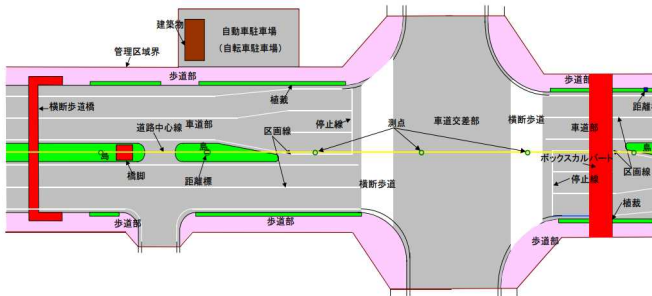 建築物
自動車駐車場
(自転車駐車場)
管理区域界
歩道部
歩道部
植裁
距離
横断歩道橋
車道部
停止線
測点
車道交差部
横断歩道
車道部
道路中心線
区画線
島
島
島
ボックスカルバート
区画線
橋脚
距離標
横断歩道
停止線
植裁
歩道部
歩道部
歩道部